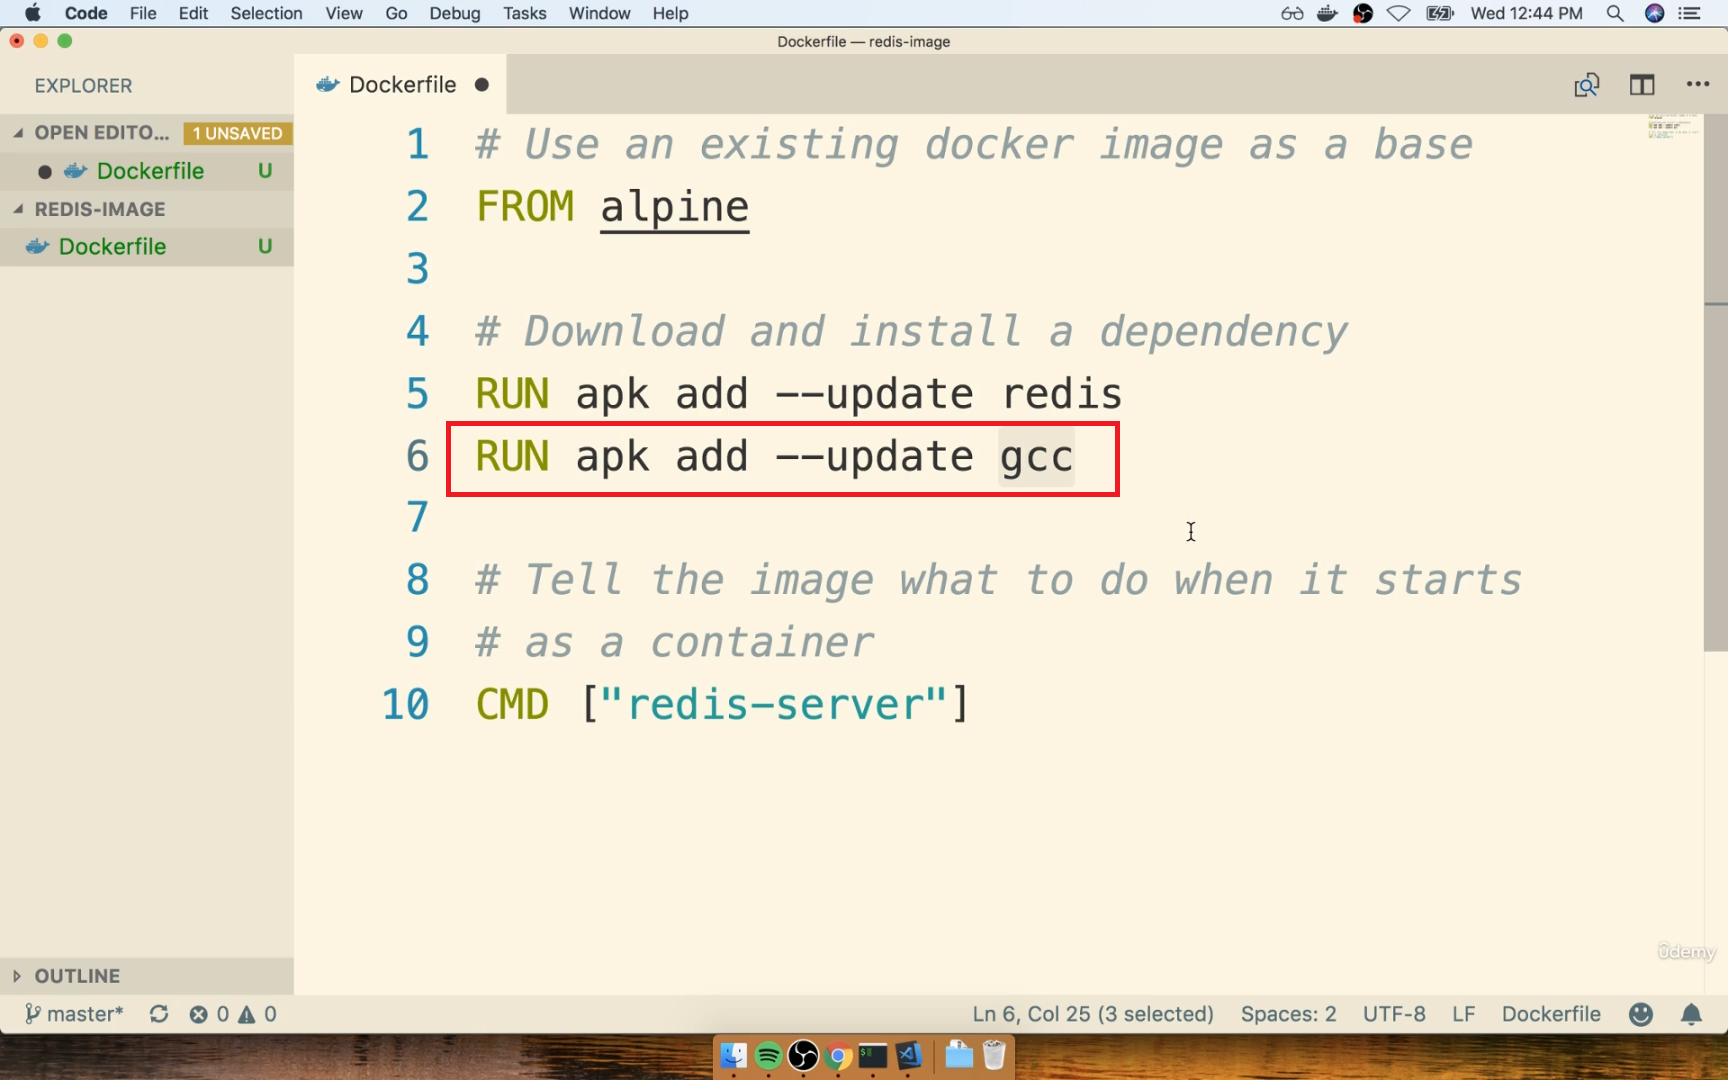 Code File Edit Selection View Go Debug Tasks Window Help Wed 12:44 PM
Dockerfile — redis-image
EXPLORER
Dockerfile
OPEN EDITO... 1 UNSAVED
Dockerfile U
REDIS-IMAGE
Dockerfile U
1 # Use an existing docker image as a base
2 FROM alpine
3
4 # Download and install a dependency
5 RUN apk add --update redis
6 RUN apk add --update gcc
7
8 # Tell the image what to do when it starts
9 # as a container
10 CMD ["redis-server"]
ûdemy
OUTLINE
master* 0 0 Ln 6, Col 25 (3 selected) Spaces: 2 UTF-8 LF Dockerfile